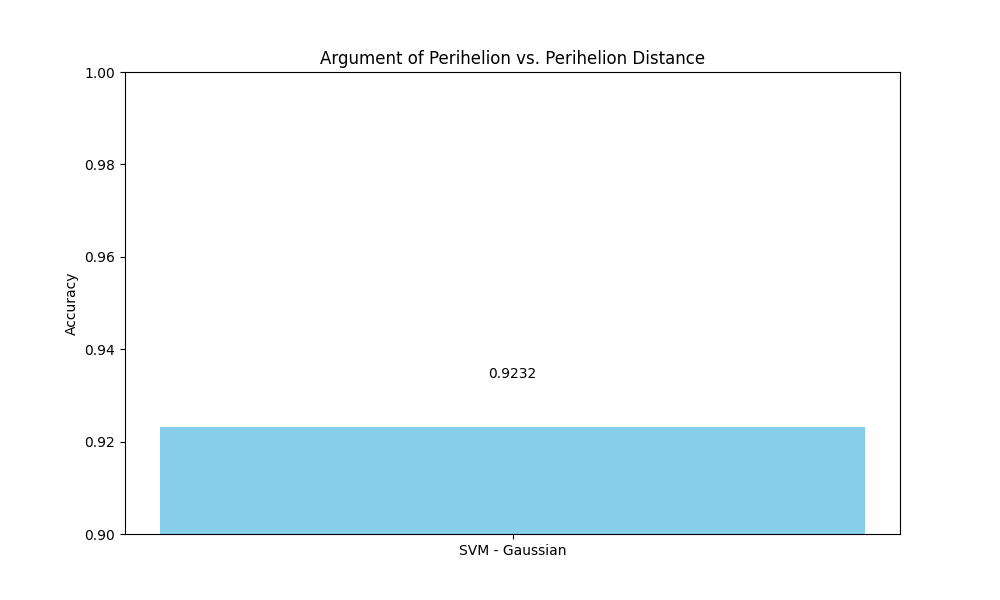 Argument of Perihelion vs. Perihelion Distance
1.00
0.98
0.96
0.94
0.92
0.90
Accuracy
0.9232
SVM - Gaussian